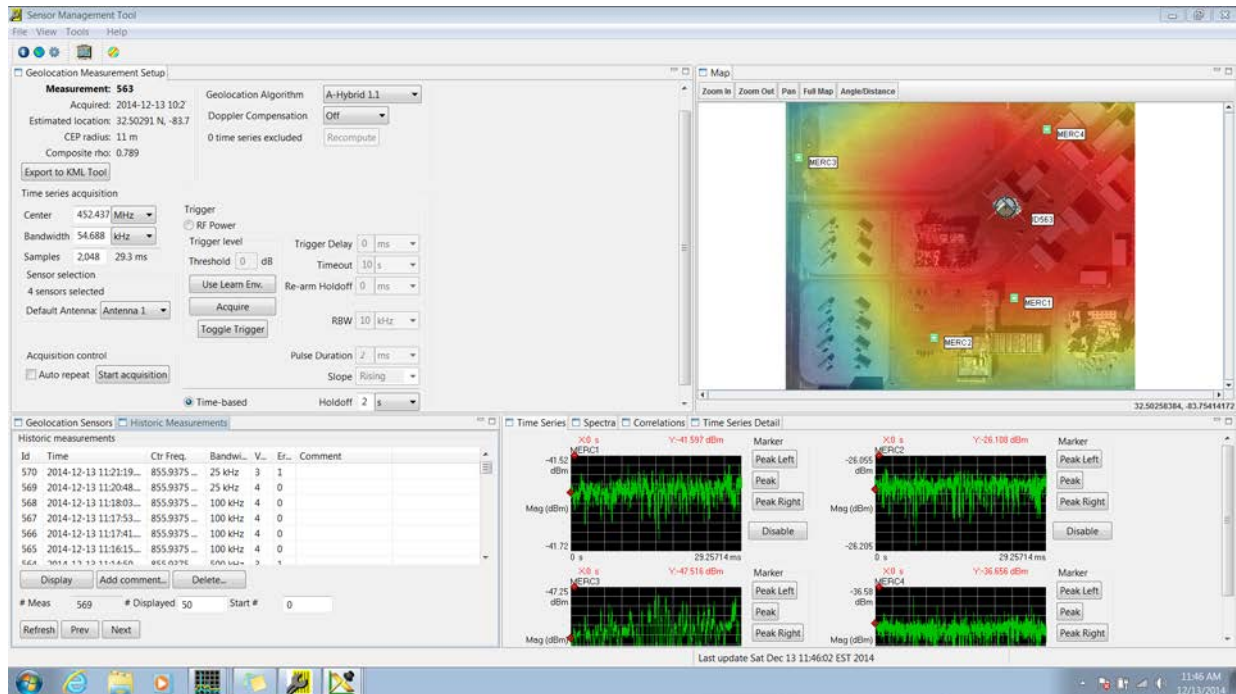 Sensor Management Tool
File View Tools Help
Geolocation Measurement Setup
Measurement: 563
Acquired: 2014-12-13 10:2
Estimated location: 32.50291 N, -83.7
CEP radius: 11 m
Composite rho: 0.789
Export to KML Tool
Geolocation Algorithm A-Hybrid 1.1
Doppler Compensation Off
0 time series excluded Recompute
Time series acquisition
Center 452.437 MHz
Bandwidth 54.688 kHz
Samples 2,048 29.3 ms
Sensor selection
4 sensors selected
Default Antenna: Antenna 1
Acquisition control
Auto repeat Start acquisition
Trigger
RF Power
Trigger level
Threshold 0 dB
Use Learn Env.
Acquire
Toggle Trigger
Trigger Delay 0 ms
Timeout 10 s
Re-arm Holdoff 0 ms
RBW 10 kHz
Pulse Duration 2 ms
Slope Rising
Time-based Holdoff 2 s
Map
Zoom In Zoom Out Pan Full Map Angle/Distance
MERC4
MERC3
ID563
MERC1
MERC2
32.50258384, -83.75414172
Geolocation Sensors Historic Measurements
Historic measurements
Id Time Ctr Freq. Bandwi... V... Er... Comment
570 2014-12-13 11:21:19... 855.9375 ... 25 kHz 3 1
569 2014-12-13 11:20:48... 855.9375 ... 25 kHz 4 0
568 2014-12-13 11:18:03... 855.9375 ... 100 kHz 4 0
567 2014-12-13 11:17:53... 855.9375 ... 100 kHz 4 0
566 2014-12-13 11:17:41... 855.9375 ... 100 kHz 4 0
565 2014-12-13 11:16:15... 855.9375 ... 100 kHz 4 0
Display Add comment... Delete...
# Meas 569 # Displayed 50 Start # 0
Refresh Prev Next
Time Series Spectra Correlations Time Series Detail
X:0 s Y:-41.597 dBm
MERC1
-41.52
dBm
Mag (dBm)
-41.72
0 s 29.25714 ms
Marker
Peak Left
Peak
Peak Right
Disable
X:0 s Y:-26.108 dBm
MERC2
-26.055
dBm
Mag (dBm)
-26.205
0 s 29.25714 ms
Marker
Peak Left
Peak
Peak Right
Disable
X:0 s Y:-47.516 dBm
MERC3
-47.25
dBm
Mag (dBm)
Marker
Peak Left
Peak
Peak Right
X:0 s Y:-36.656 dBm
MERC4
-36.58
dBm
Mag (dBm)
Marker
Peak Left
Peak
Peak Right
Last update Sat Dec 13 11:46:02 EST 2014
11:46 AM
12/13/2014